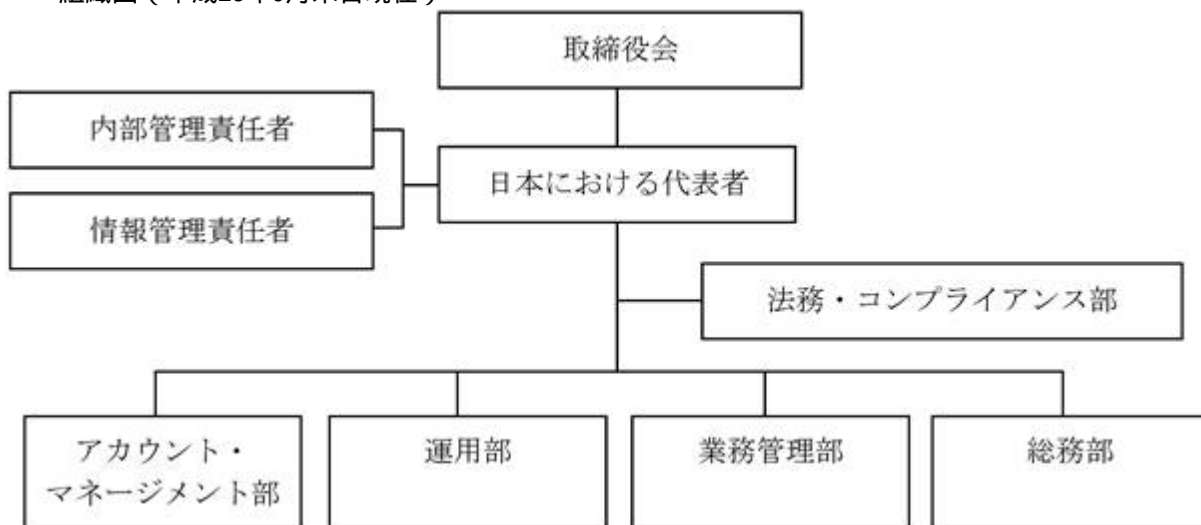 取締役会
内部管理責任者
日本における代表者
情報管理責任者
法務・コンプライアンス部
アカウント・
マネージメント部
運用部
業務管理部
総務部